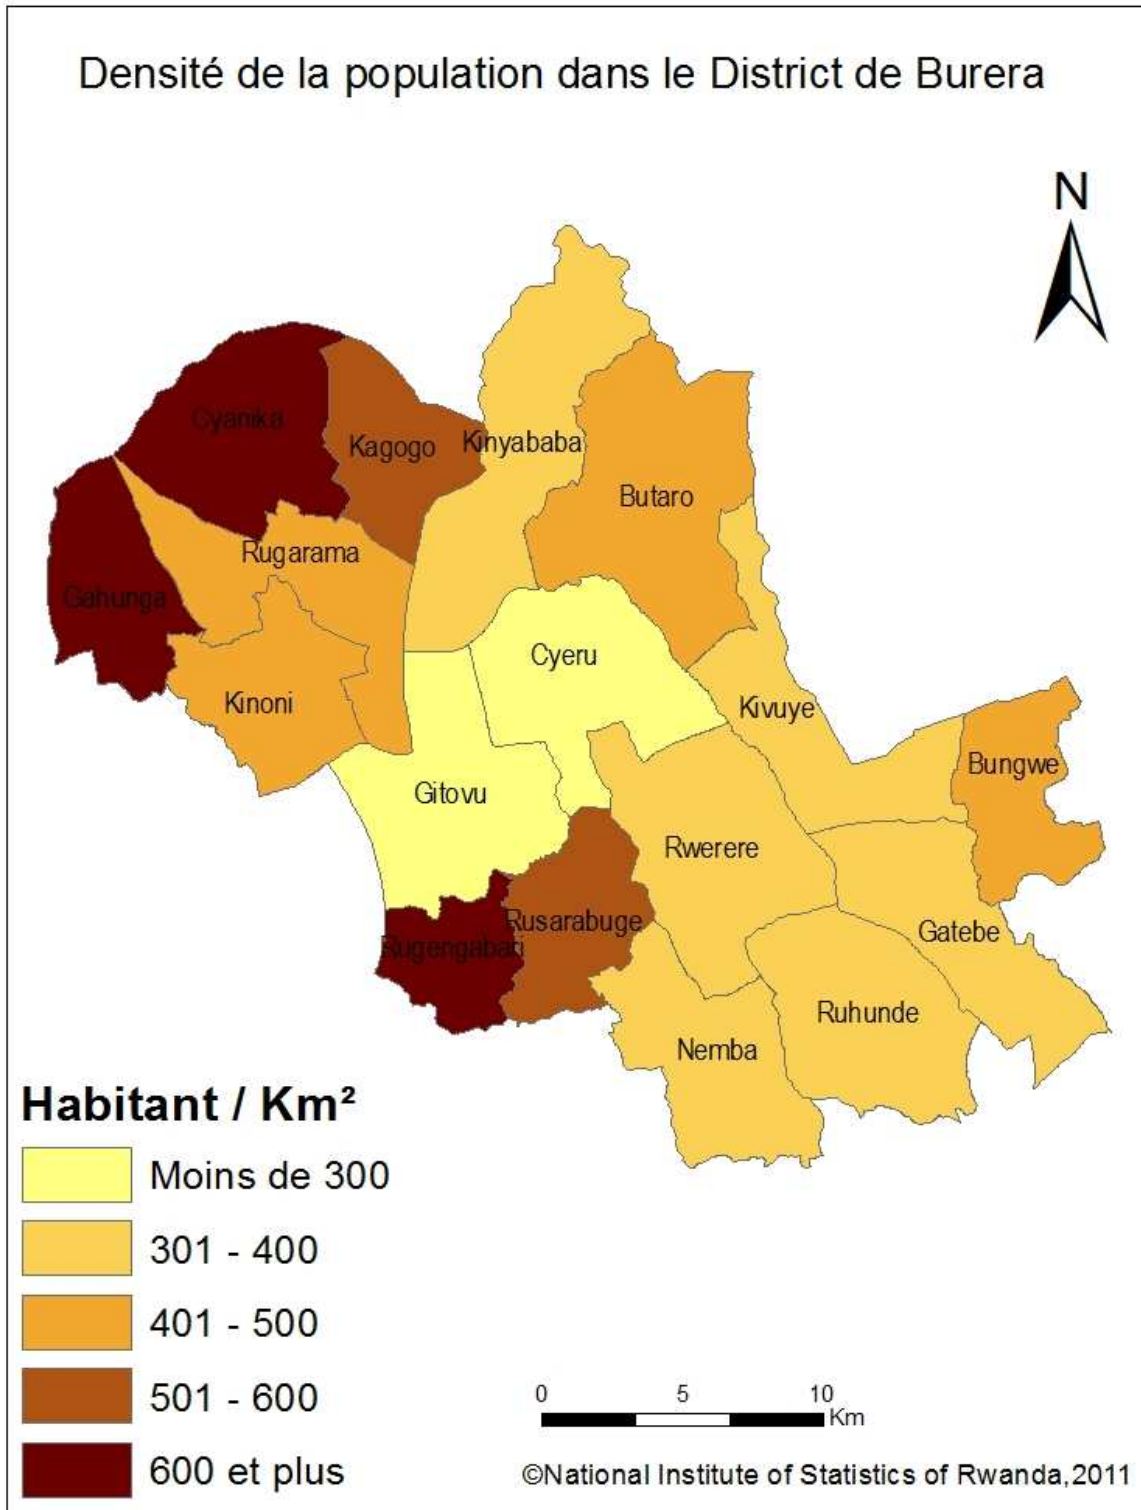 Densité de la population dans le District de Burera
N
Cyanika
Kagogo
Kinyababa
Butaro
Rugarama
Gahunga
Cyeru
Kinoni
Kivuye
Bungwe
Gitovu
Rwerere
Rusarabuge
Gatebe
Rugengabari
Ruhunde
Nemba
Habitant / Km²
Moins de 300
301 - 400
401 - 500
501 - 600
600 et plus
0 5 10
Km
©National Institute of Statistics of Rwanda,2011